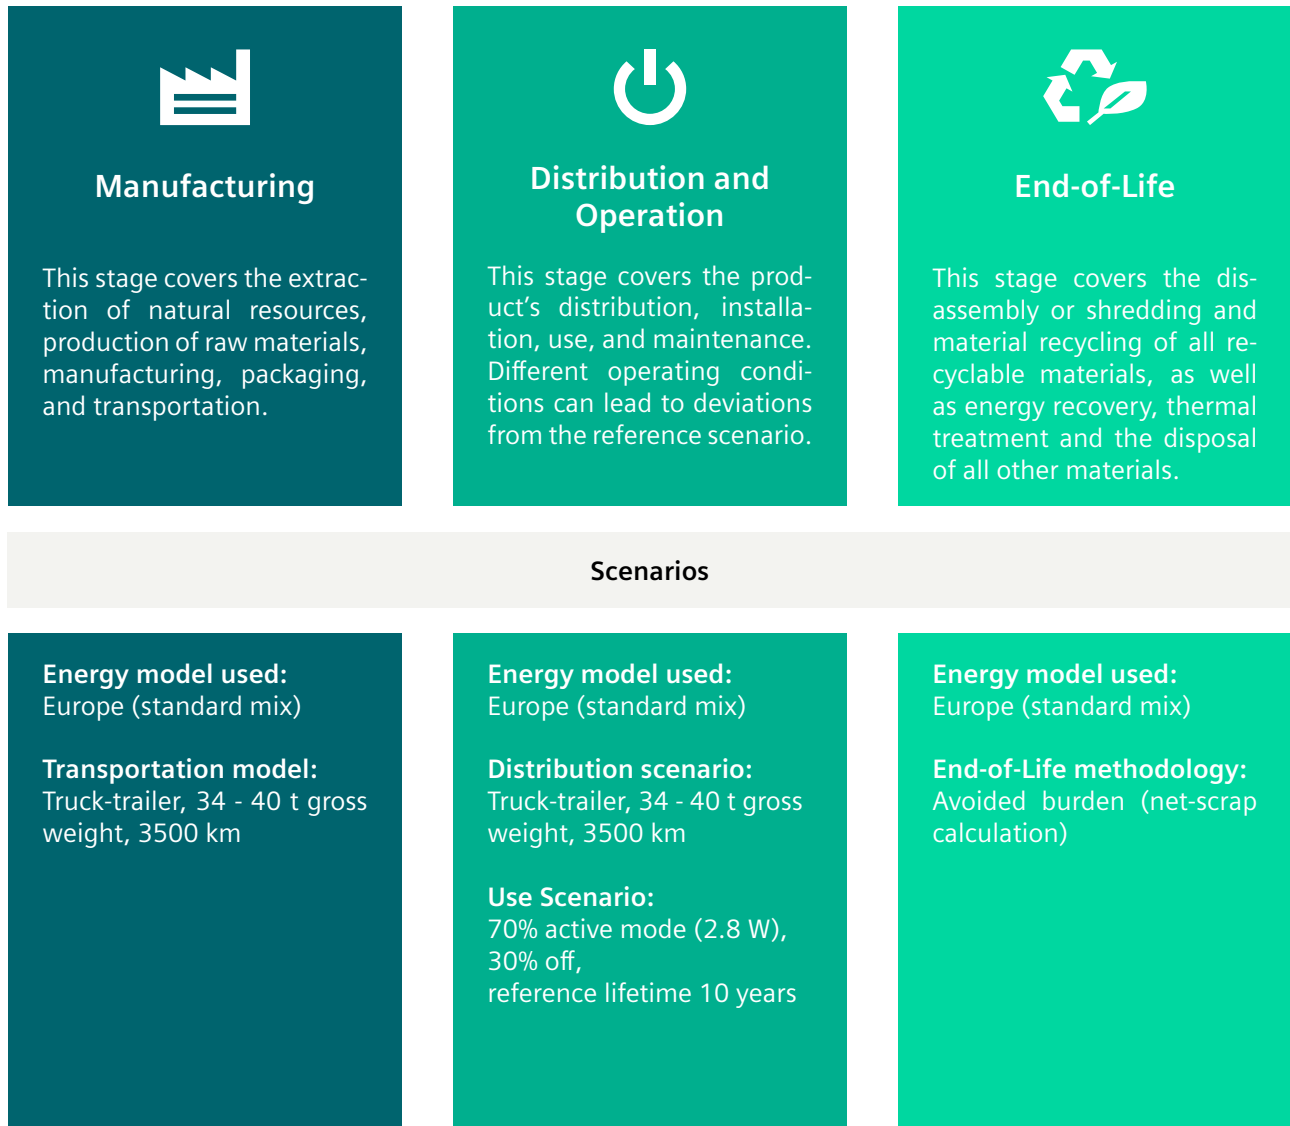 Manufacturing
This stage covers the extrac-
tion of natural resources,
production of raw materials,
manufacturing, packaging,
and transportation.
Distribution and
Operation
This stage covers the prod-
uct’s distribution, installa-
tion, use, and maintenance.
Different operating condi-
tions can lead to deviations
from the reference scenario.
End-of-Life
This stage covers the dis-
assembly or shredding and
material recycling of all re-
cyclable materials, as well
as energy recovery, thermal
treatment and the disposal
of all other materials.
Scenarios
Energy model used:
Europe (standard mix)
Transportation model:
Truck-trailer, 34 - 40 t gross
weight, 3500 km
Energy model used:
Europe (standard mix)
Distribution scenario:
Truck-trailer, 34 - 40 t gross
weight, 3500 km
Use Scenario:
70% active mode (2.8 W),
30% off,
reference lifetime 10 years
Energy model used:
Europe (standard mix)
End-of-Life methodology:
Avoided burden (net-scrap
calculation)